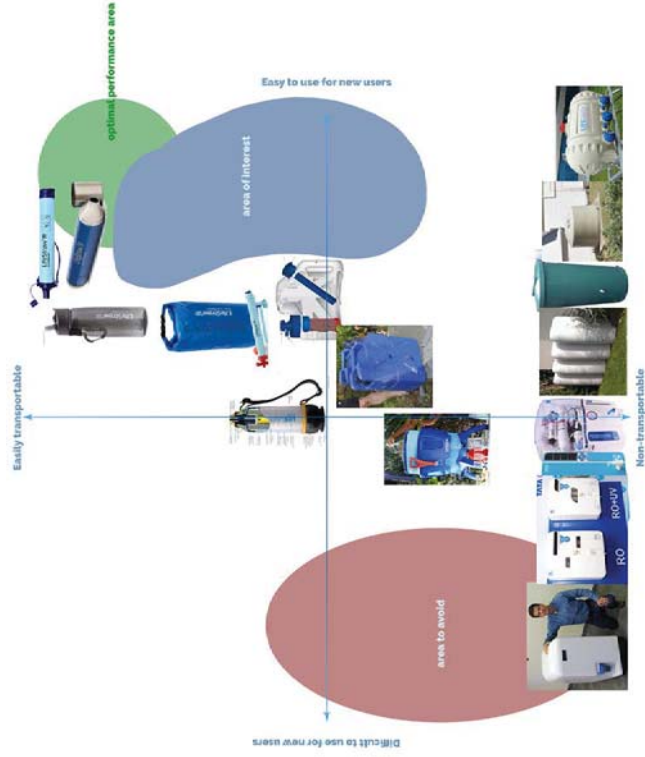 optimal performance area
Easy to use for new users
area of interest
LifeStraw
LifeStraw
LifeStraw
Easily transportable
Non-transportable
TATA
RO+UV
RO
area to avoid
Difficult to use for new users